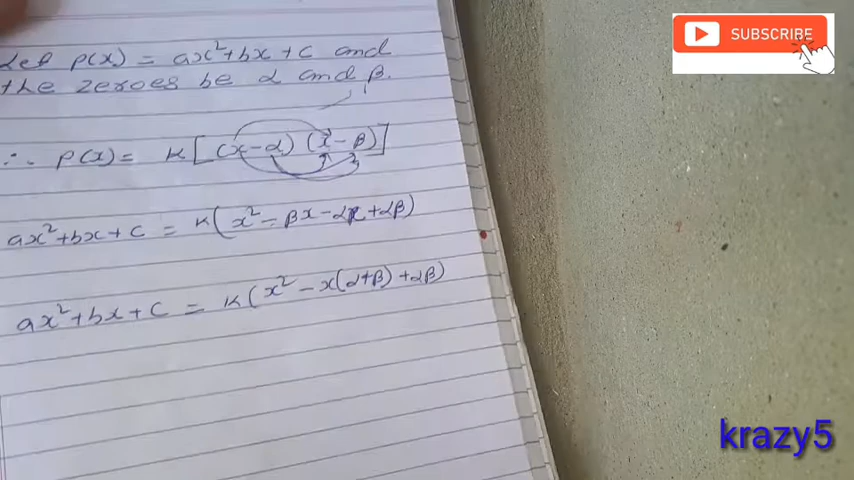 Let p(x) = ax²+bx+c and
the zeroes be α and β.
∴ p(x) = K[(x-α)(x-β)]
ax²+bx+c = K(x²-βx-αx+αβ)
ax²+bx+c = K(x²-x(α+β)+αβ)
SUBSCRIBE
krazy5